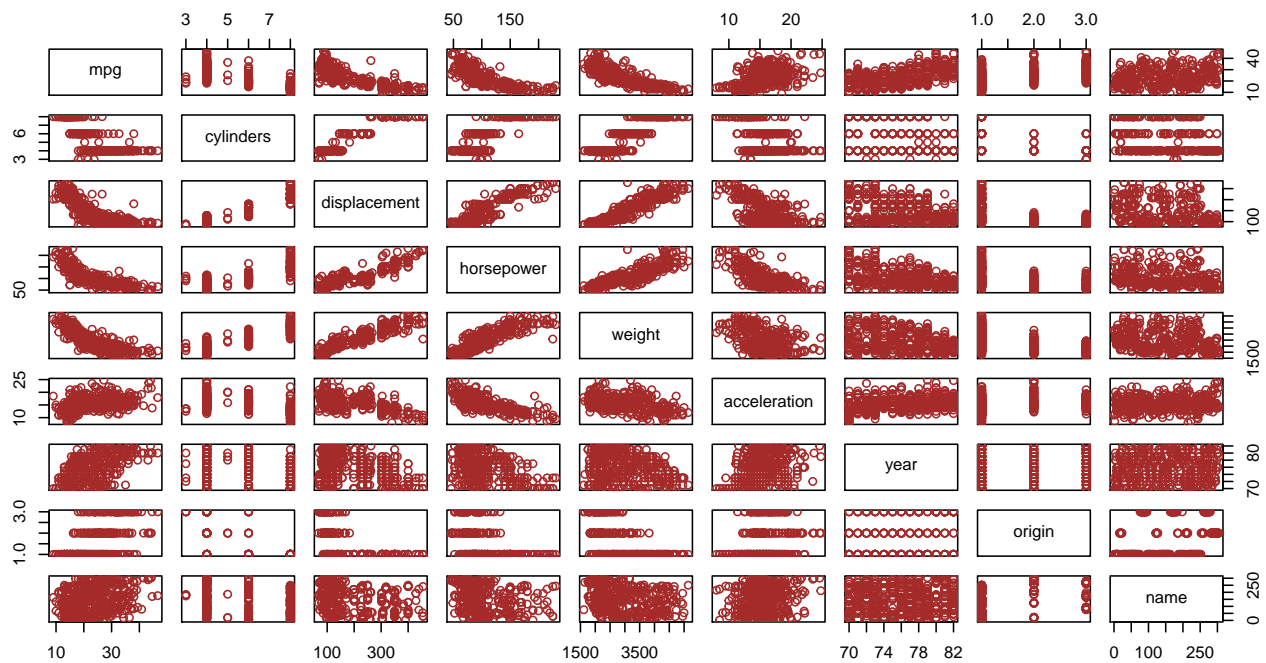 3 5 7 50 150 10 20 1.0 2.0 3.0
mpg 10 40
3 6 cylinders
displacement 100
50 horsepower
weight 1500
10 25 acceleration
year 70 80
1.0 3.0 origin
name 0 250
10 30 100 300 1500 3500 70 74 78 82 0 100 250